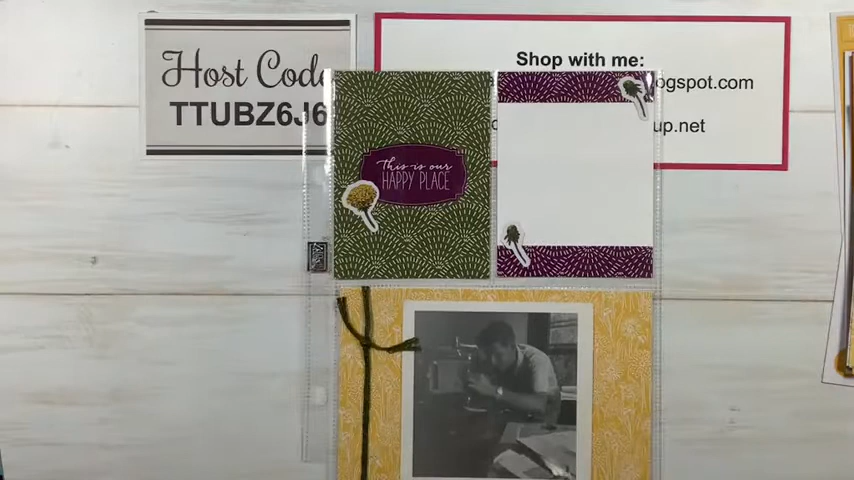 Host Code
TTUBZ6J6
Shop with me:
ogspot.com
up.net
this is our
HAPPY PLACE